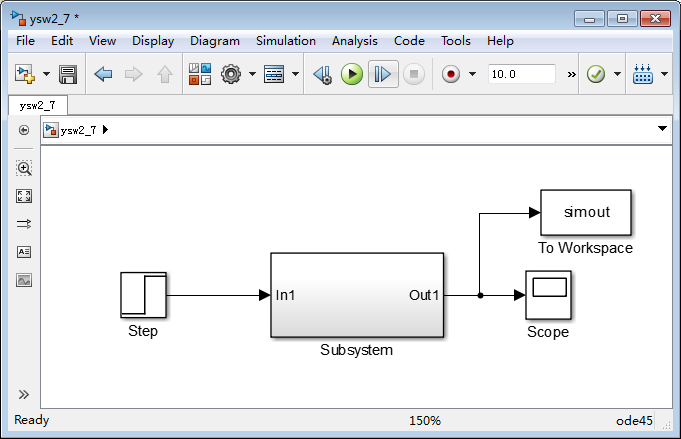 ysw2_7 *
File Edit View Display Diagram Simulation Analysis Code Tools Help
10.0 »
ysw2_7
ysw2_7
simout
To Workspace
In1 Out1
Step
Subsystem
Scope
Ready 150% ode45